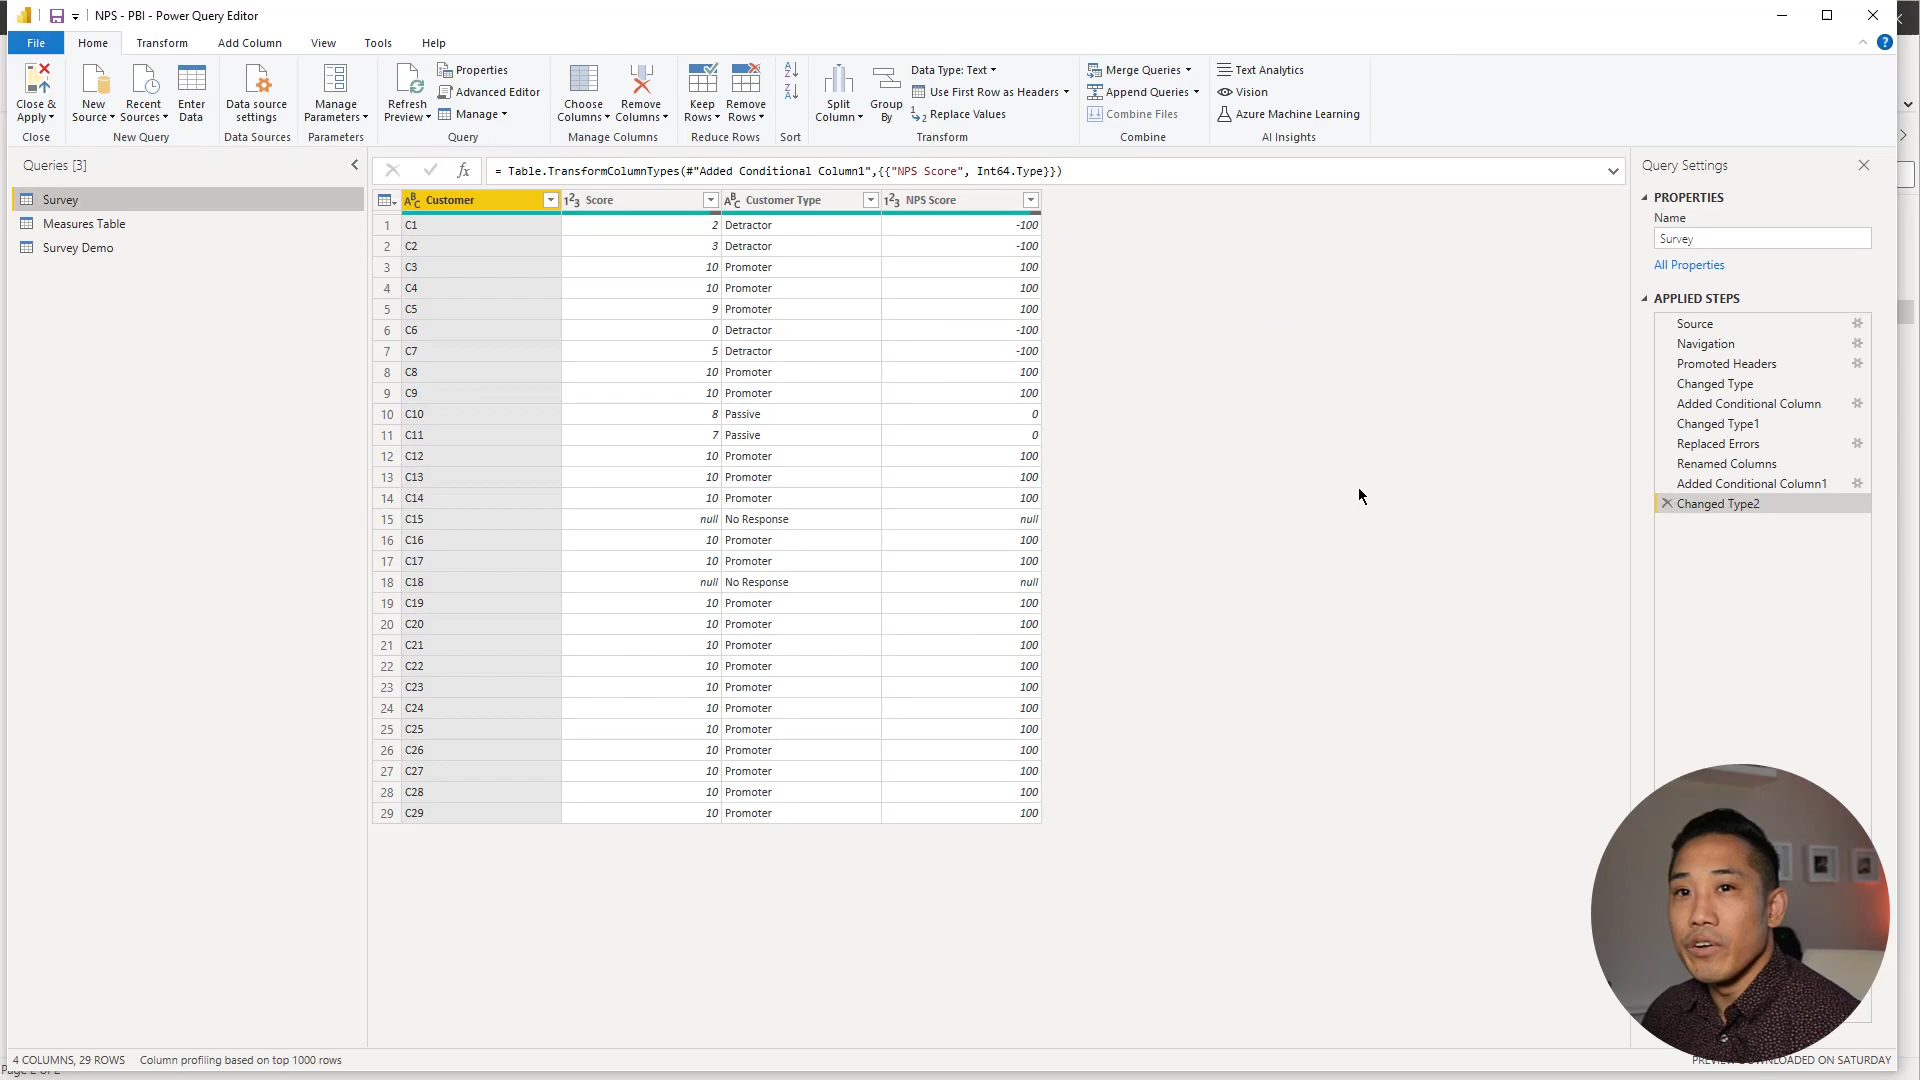 NPS - PBI - Power Query Editor
File Home Transform Add Column View Tools Help
Close & Apply
New Source
Recent Sources
Enter Data
Data source settings
Manage Parameters
Refresh Preview
Properties
Advanced Editor
Manage
Choose Columns
Remove Columns
Keep Rows
Remove Rows
Split Column
Group By
Data Type: Text
Use First Row as Headers
Replace Values
Merge Queries
Append Queries
Combine Files
Text Analytics
Vision
Azure Machine Learning
Close New Query Data Sources Parameters Query Manage Columns Reduce Rows Sort Transform Combine AI Insights
Queries [3]
Survey
Measures Table
Survey Demo
= Table.TransformColumnTypes(#"Added Conditional Column1",{{"NPS Score", Int64.Type}})
Customer Score Customer Type NPS Score
1 C1 2 Detractor -100
2 C2 3 Detractor -100
3 C3 10 Promoter 100
4 C4 10 Promoter 100
5 C5 9 Promoter 100
6 C6 0 Detractor -100
7 C7 5 Detractor -100
8 C8 10 Promoter 100
9 C9 10 Promoter 100
10 C10 8 Passive 0
11 C11 7 Passive 0
12 C12 10 Promoter 100
13 C13 10 Promoter 100
14 C14 10 Promoter 100
15 C15 null No Response null
16 C16 10 Promoter 100
17 C17 10 Promoter 100
18 C18 null No Response null
19 C19 10 Promoter 100
20 C20 10 Promoter 100
21 C21 10 Promoter 100
22 C22 10 Promoter 100
23 C23 10 Promoter 100
24 C24 10 Promoter 100
25 C25 10 Promoter 100
26 C26 10 Promoter 100
27 C27 10 Promoter 100
28 C28 10 Promoter 100
29 C29 10 Promoter 100
Query Settings
PROPERTIES
Name
Survey
All Properties
APPLIED STEPS
Source
Navigation
Promoted Headers
Changed Type
Added Conditional Column
Changed Type1
Replaced Errors
Renamed Columns
Added Conditional Column1
Changed Type2
4 COLUMNS, 29 ROWS Column profiling based on top 1000 rows
ON SATURDAY